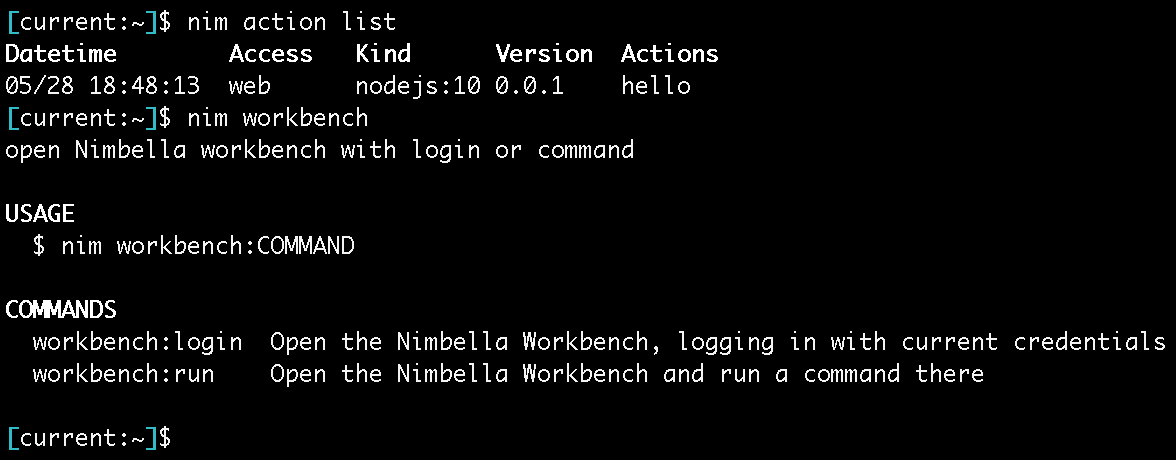 [current:~]$ nim action list
Datetime        Access   Kind      Version  Actions
05/28 18:48:13  web      nodejs:10 0.0.1    hello
[current:~]$ nim workbench
open Nimbella workbench with login or command

USAGE
  $ nim workbench:COMMAND

COMMANDS
  workbench:login  Open the Nimbella Workbench, logging in with current credentials
  workbench:run    Open the Nimbella Workbench and run a command there

[current:~]$